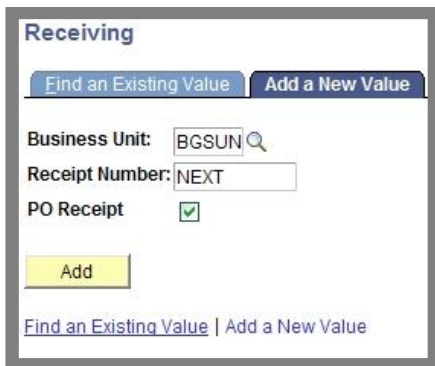 Receiving
Find an Existing Value Add a New Value
Business Unit: BGSUN
Receipt Number: NEXT
PO Receipt
Add
Find an Existing Value | Add a New Value